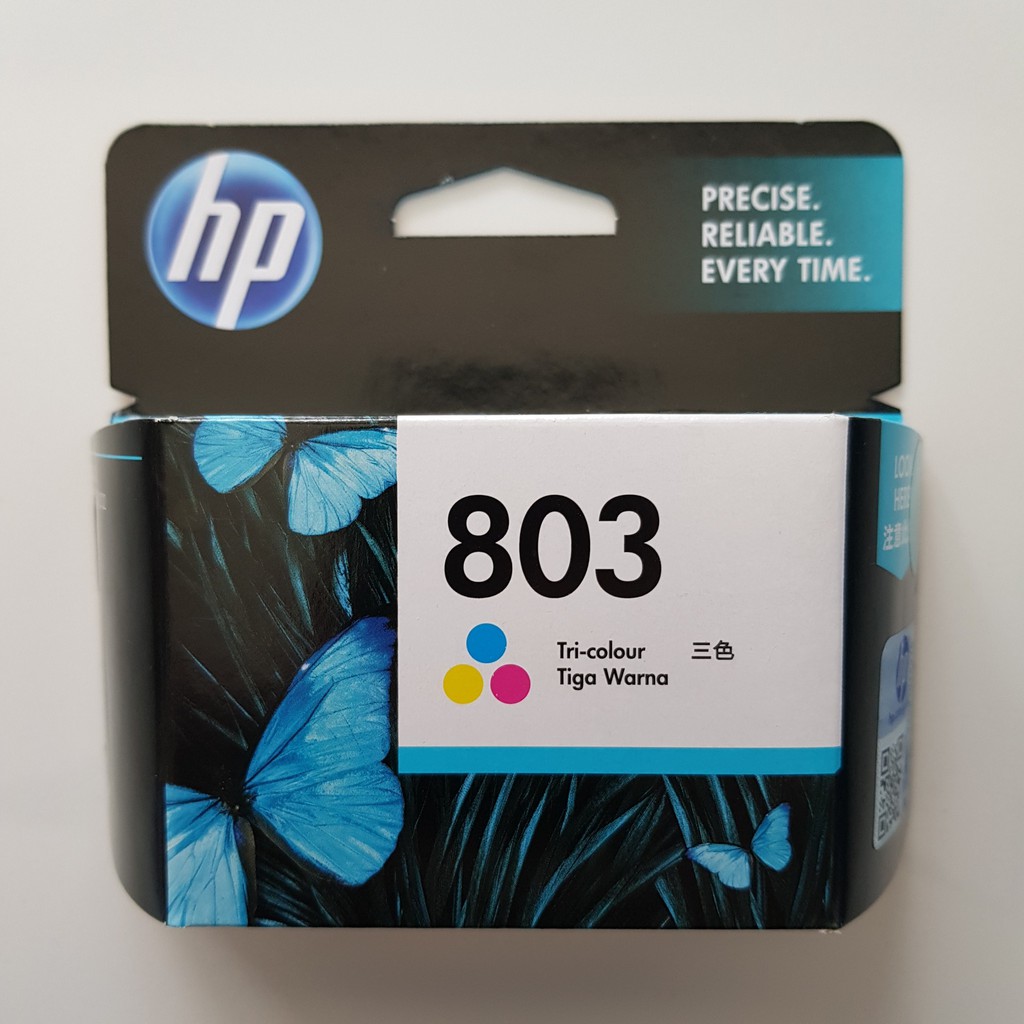 hp
PRECISE.
RELIABLE.
EVERY TIME.
803
Tri-colour 三色
Tiga Warna